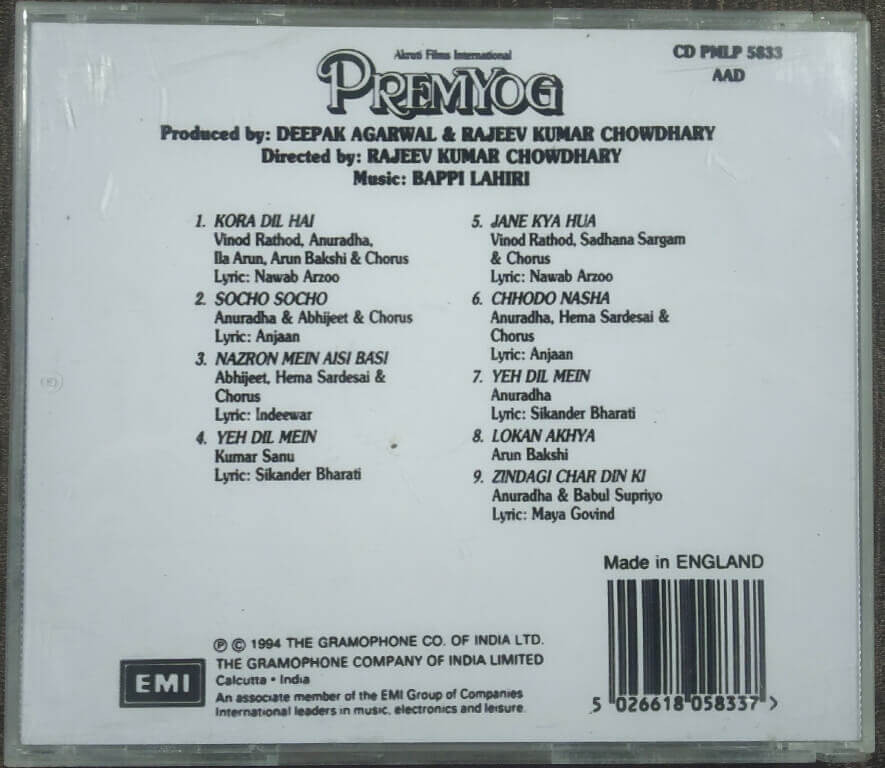 Akruti Films International
PREMYOG
CD PMLP 5833
AAD
Produced by: DEEPAK AGARWAL & RAJEEV KUMAR CHOWDHARY
Directed by: RAJEEV KUMAR CHOWDHARY
Music: BAPPI LAHIRI
1. KORA DIL HAI
Vinod Rathod, Anuradha,
Ila Arun, Arun Bakshi & Chorus
Lyric: Nawab Arzoo
2. SOCHO SOCHO
Anuradha & Abhijeet & Chorus
Lyric: Anjaan
3. NAZRON MEIN AISI BASI
Abhijeet, Hema Sardesai &
Chorus
Lyric: Indeewar
4. YEH DIL MEIN
Kumar Sanu
Lyric: Sikander Bharati
5. JANE KYA HUA
Vinod Rathod, Sadhana Sargam
& Chorus
Lyric: Nawab Arzoo
6. CHHODO NASHA
Anuradha, Hema Sardesai &
Chorus
Lyric: Anjaan
7. YEH DIL MEIN
Anuradha
Lyric: Sikander Bharati
8. LOKAN AKHYA
Arun Bakshi
9. ZINDAGI CHAR DIN KI
Anuradha & Babul Supriyo
Lyric: Maya Govind
Made in ENGLAND
5 026618 058337 >
℗ © 1994 THE GRAMOPHONE CO. OF INDIA LTD.
THE GRAMOPHONE COMPANY OF INDIA LIMITED
Calcutta • India
An associate member of the EMI Group of Companies
International leaders in music, electronics and leisure.
EMI